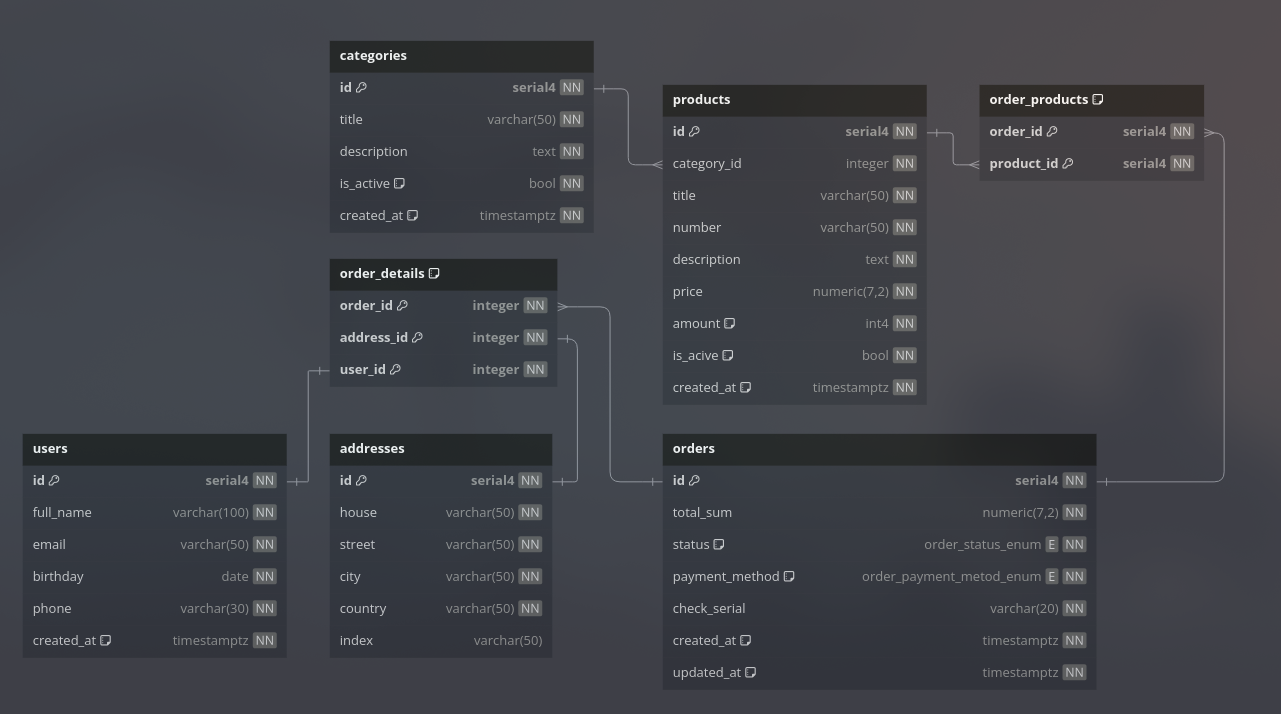 categories
id serial4 NN
title varchar(50) NN
description text NN
is_active bool NN
created_at timestamptz NN
products
id serial4 NN
category_id integer NN
title varchar(50) NN
number varchar(50) NN
description text NN
price numeric(7,2) NN
amount int4 NN
is_acive bool NN
created_at timestamptz NN
order_products
order_id serial4 NN
product_id serial4 NN
order_details
order_id integer NN
address_id integer NN
user_id integer NN
users
id serial4 NN
full_name varchar(100) NN
email varchar(50) NN
birthday date NN
phone varchar(30) NN
created_at timestamptz NN
addresses
id serial4 NN
house varchar(50) NN
street varchar(50) NN
city varchar(50) NN
country varchar(50) NN
index varchar(50)
orders
id serial4 NN
total_sum numeric(7,2) NN
status order_status_enum E NN
payment_method order_payment_metod_enum E NN
check_serial varchar(20) NN
created_at timestamptz NN
updated_at timestamptz NN